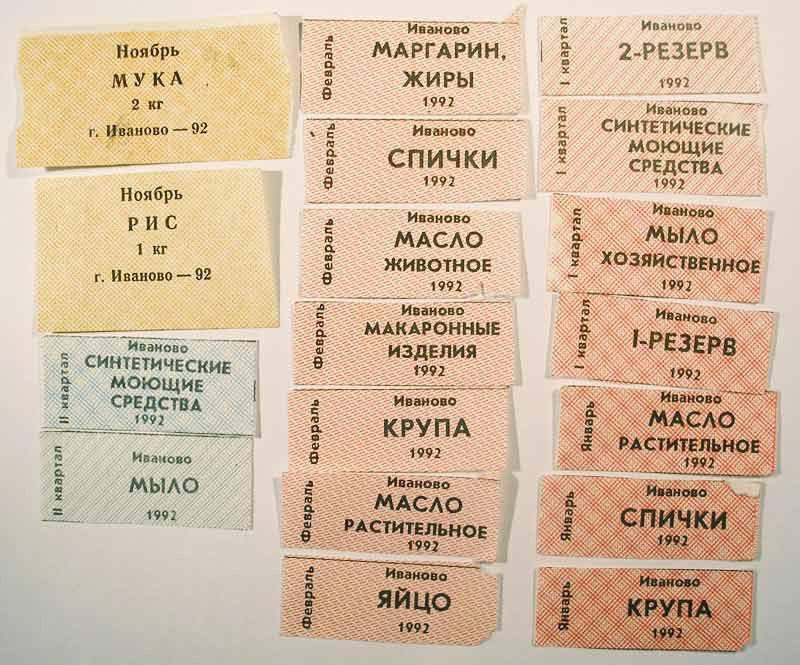 Ноябрь
МУКА
2 кг
г. Иваново — 92
Ноябрь
РИС
1 кг
г. Иваново — 92
II квартал
Иваново
СИНТЕТИЧЕСКИЕ
МОЮЩИЕ
СРЕДСТВА
1992
II квартал
Иваново
МЫЛО
1992
Февраль
Иваново
МАРГАРИН,
ЖИРЫ
1992
Февраль
Иваново
СПИЧКИ
1992
Февраль
Иваново
МАСЛО
ЖИВОТНОЕ
1992
Февраль
Иваново
МАКАРОННЫЕ
ИЗДЕЛИЯ
1992
Февраль
Иваново
КРУПА
1992
Февраль
Иваново
МАСЛО
РАСТИТЕЛЬНОЕ
1992
Февраль
Иваново
ЯЙЦО
1992
I квартал
Иваново
2-РЕЗЕРВ
1992
I квартал
Иваново
СИНТЕТИЧЕСКИЕ
МОЮЩИЕ
СРЕДСТВА
1992
I квартал
Иваново
МЫЛО
ХОЗЯЙСТВЕННОЕ
1992
I квартал
Иваново
I-РЕЗЕРВ
1992
Январь
Иваново
МАСЛО
РАСТИТЕЛЬНОЕ
1992
Январь
Иваново
СПИЧКИ
1992
Январь
Иваново
КРУПА
1992